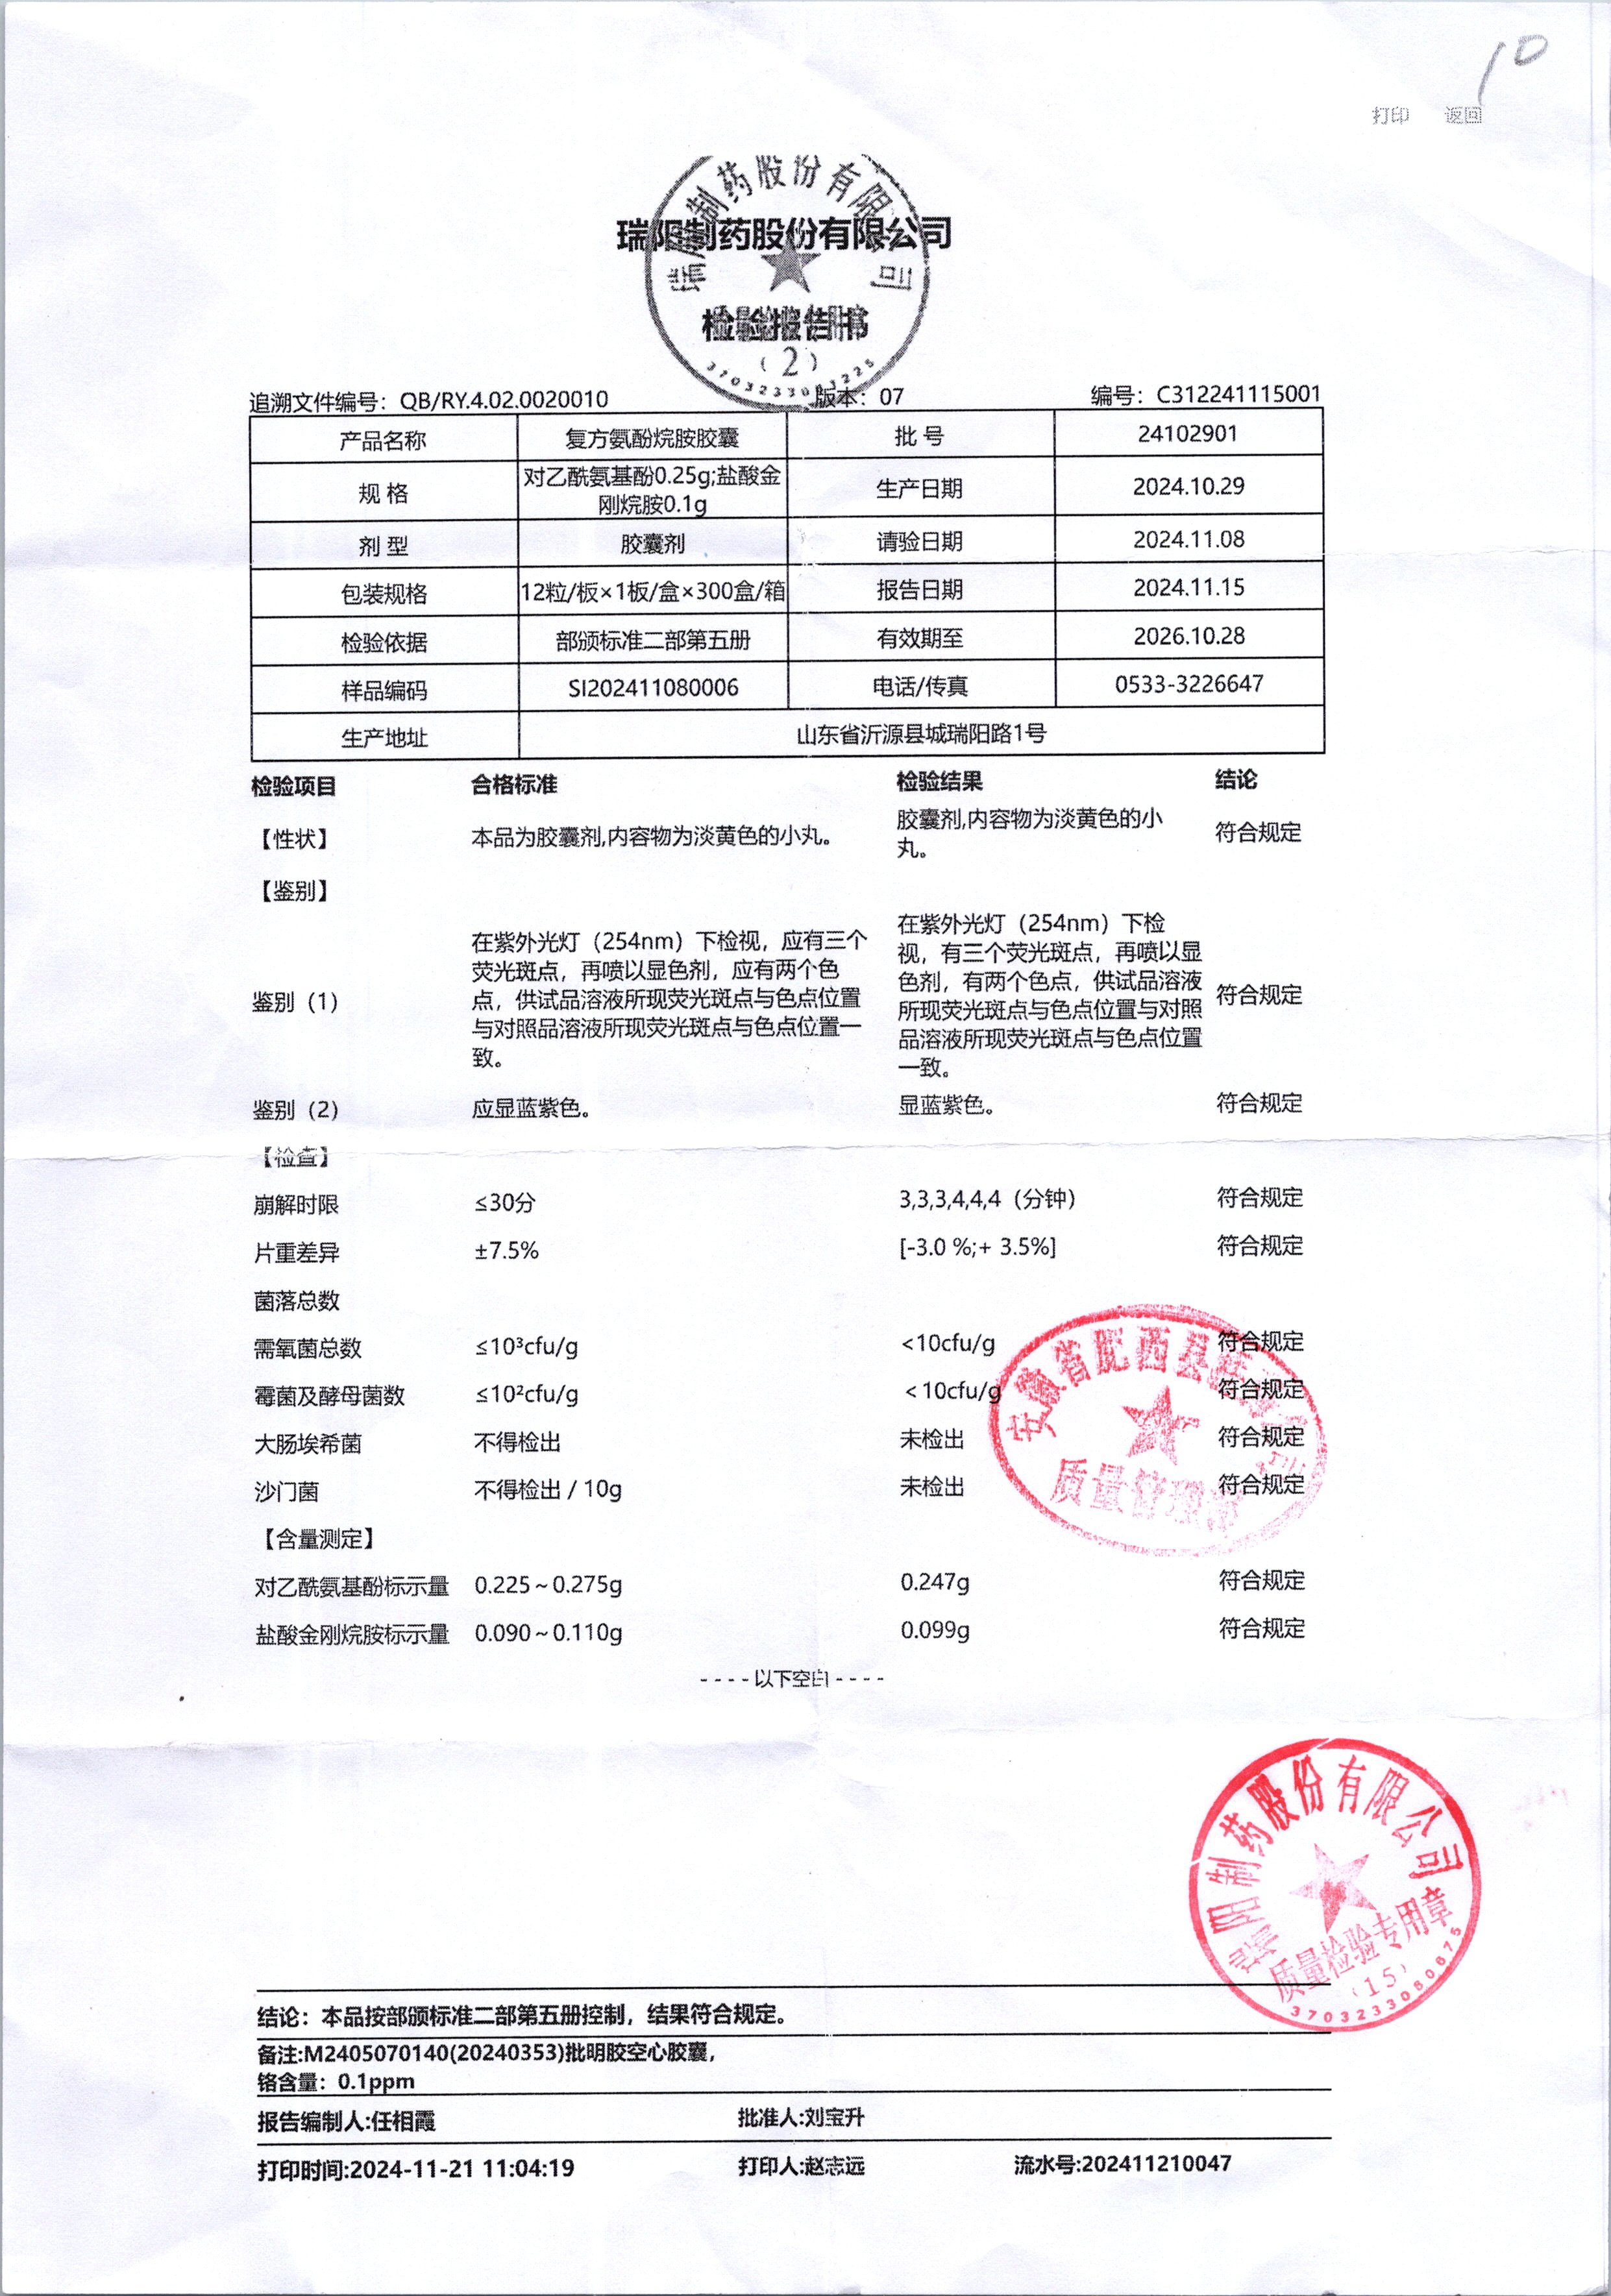 10
打印 返回
瑞阳制药股份有限公司
瑞阳制药股份有限公司
检验报告书
（2）
追溯文件编号：QB/RY.4.02.0020010 版本：07 编号：C312241115001
产品名称 复方氨酚烷胺胶囊 批 号 24102901
规 格 对乙酰氨基酚0.25g;盐酸金刚烷胺0.1g 生产日期 2024.10.29
剂 型 胶囊剂 请验日期 2024.11.08
包装规格 12粒/板×1板/盒×300盒/箱 报告日期 2024.11.15
检验依据 部颁标准二部第五册 有效期至 2026.10.28
样品编码 SI202411080006 电话/传真 0533-3226647
生产地址 山东省沂源县城瑞阳路1号
检验项目 合格标准 检验结果 结论
【性状】 本品为胶囊剂,内容物为淡黄色的小丸。 胶囊剂,内容物为淡黄色的小丸。 符合规定
【鉴别】
鉴别（1） 在紫外光灯（254nm）下检视，应有三个荧光斑点，再喷以显色剂，应有两个色点，供试品溶液所现荧光斑点与色点位置与对照品溶液所现荧光斑点与色点位置一致。 在紫外光灯（254nm）下检视，有三个荧光斑点，再喷以显色剂，有两个色点，供试品溶液所现荧光斑点与色点位置与对照品溶液所现荧光斑点与色点位置一致。 符合规定
鉴别（2） 应显蓝紫色。 显蓝紫色。 符合规定
【检查】
崩解时限 ≤30分 3,3,3,4,4,4（分钟） 符合规定
片重差异 ±7.5% [-3.0 %;+ 3.5%] 符合规定
菌落总数
需氧菌总数 ≤10³cfu/g <10cfu/g 符合规定
霉菌及酵母菌数 ≤10²cfu/g <10cfu/g 符合规定
大肠埃希菌 不得检出 未检出 符合规定
沙门菌 不得检出 / 10g 未检出 符合规定
安徽省肥西县
质量管理部
【含量测定】
对乙酰氨基酚标示量 0.225～0.275g 0.247g 符合规定
盐酸金刚烷胺标示量 0.090～0.110g 0.099g 符合规定
----以下空白----
瑞阳制药股份有限公司
质量检验专用章
（15）
3703233080675
结论：本品按部颁标准二部第五册控制，结果符合规定。
备注:M2405070140(20240353)批明胶空心胶囊，
铬含量：0.1ppm
报告编制人:任相霞 批准人:刘宝升
打印时间:2024-11-21 11:04:19 打印人:赵志远 流水号:202411210047